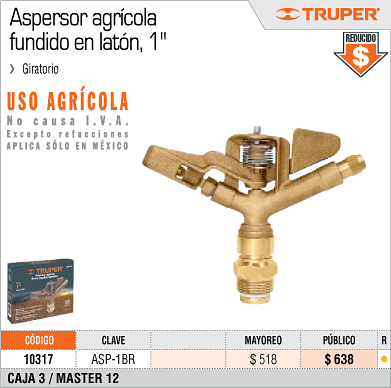 Aspersor agrícola
fundido en latón, 1"
TRUPER®
REDUCIDO
$
› Giratorio
USO AGRÍCOLA
No causa I.V.A.
Excepto refacciones
APLICA SÓLO EN MÉXICO
TRUPER
CÓDIGO CLAVE MAYOREO PÚBLICO R
10317 ASP-1BR $ 518 $ 638
CAJA 3 / MASTER 12